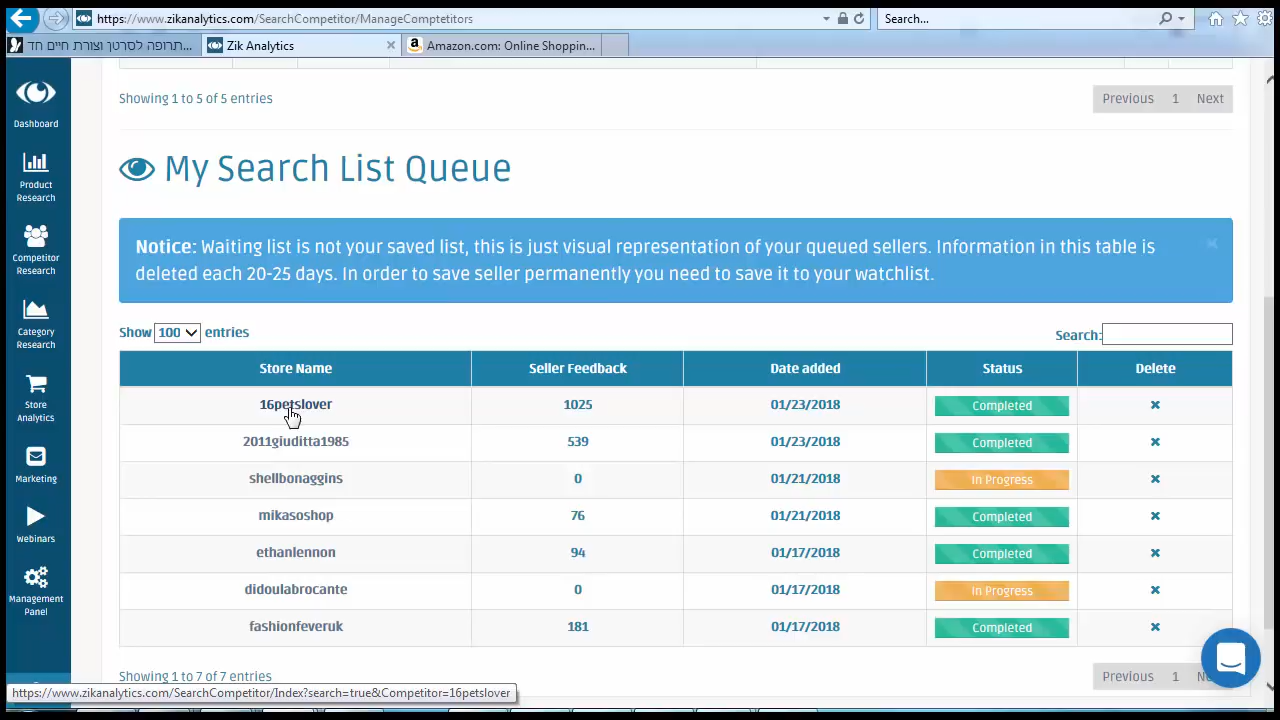 https://www.zikanalytics.com/SearchCompetitor/ManageComptetitors
Search...
...תרופה לסרטן וצורת חיים חד
Zik Analytics
Amazon.com: Online Shoppin...
Dashboard
Product
Research
Competitor
Research
Category
Research
Store
Analytics
Marketing
Webinars
Management
Panel
Showing 1 to 5 of 5 entries
Previous 1 Next
My Search List Queue
Notice: Waiting list is not your saved list, this is just visual representation of your queued sellers. Information in this table is
deleted each 20-25 days. In order to save seller permanently you need to save it to your watchlist.
Show 100 entries
Search:
Store Name Seller Feedback Date added Status Delete
16petslover 1025 01/23/2018 Completed
2011giuditta1985 539 01/23/2018 Completed
shellbonaggins 0 01/21/2018 In Progress
mikasoshop 76 01/21/2018 Completed
ethanlennon 94 01/17/2018 Completed
didoulabrocante 0 01/17/2018 In Progress
fashionfeveruk 181 01/17/2018 Completed
Showing 1 to 7 of 7 entries
Previous 1
https://www.zikanalytics.com/SearchCompetitor/Index?search=true&Competitor=16petslover